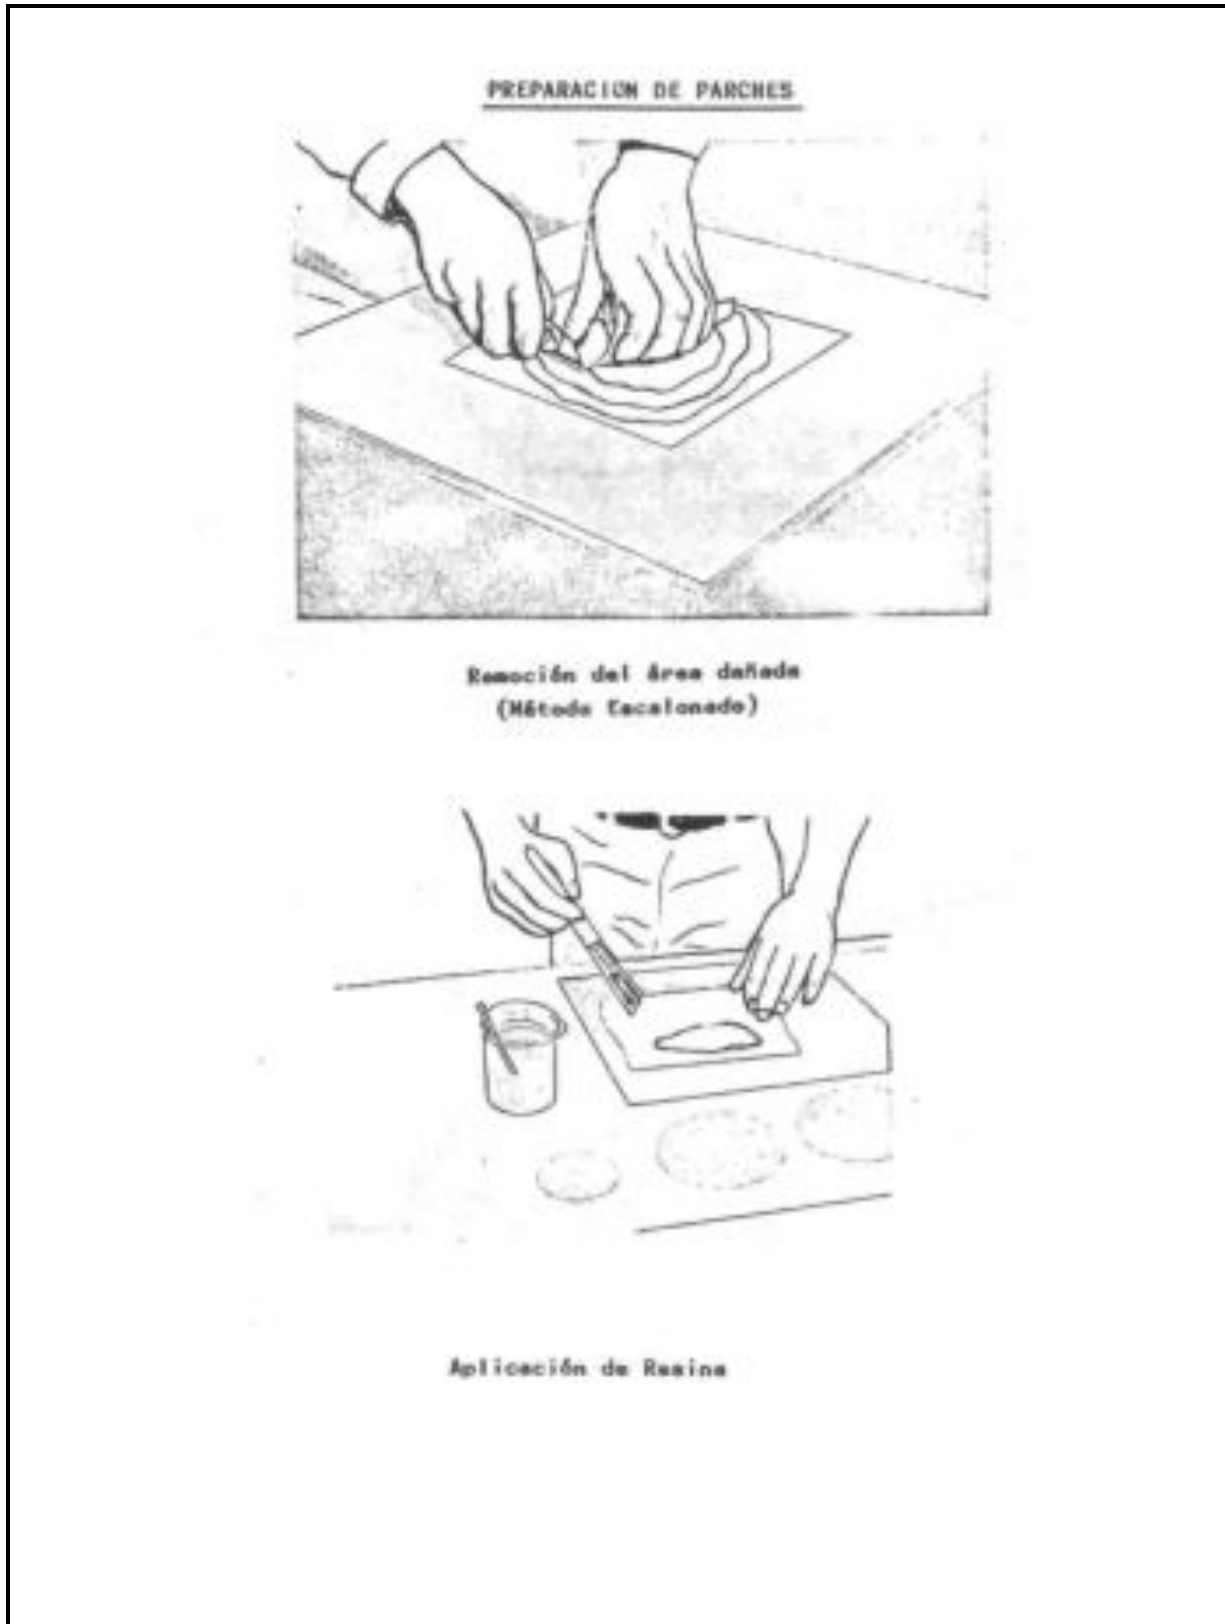 PREPARACION DE PARCHES
Remoción del área dañada
(Método Escalonado)
Aplicación de Resina